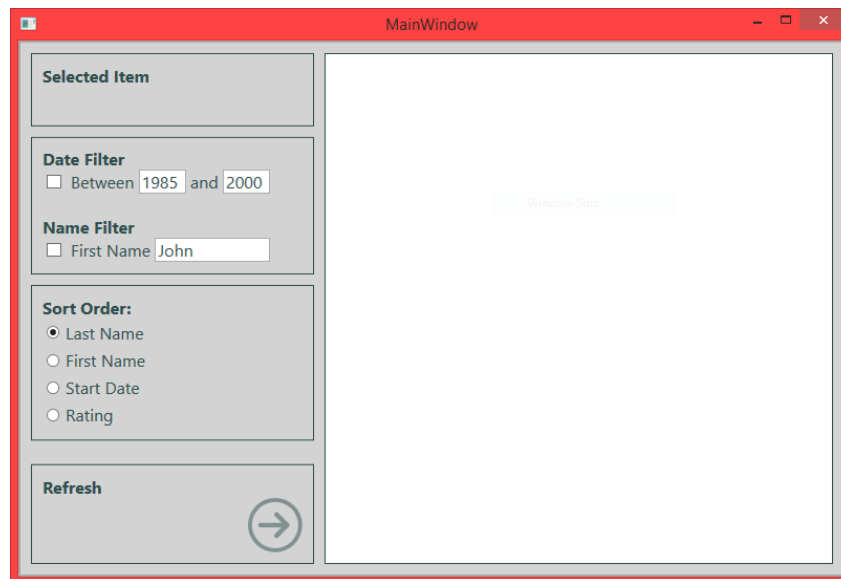 MainWindow
Selected Item
Date Filter
Between 1985 and 2000
Name Filter
First Name John
Sort Order:
Last Name
First Name
Start Date
Rating
Refresh
Window Snip